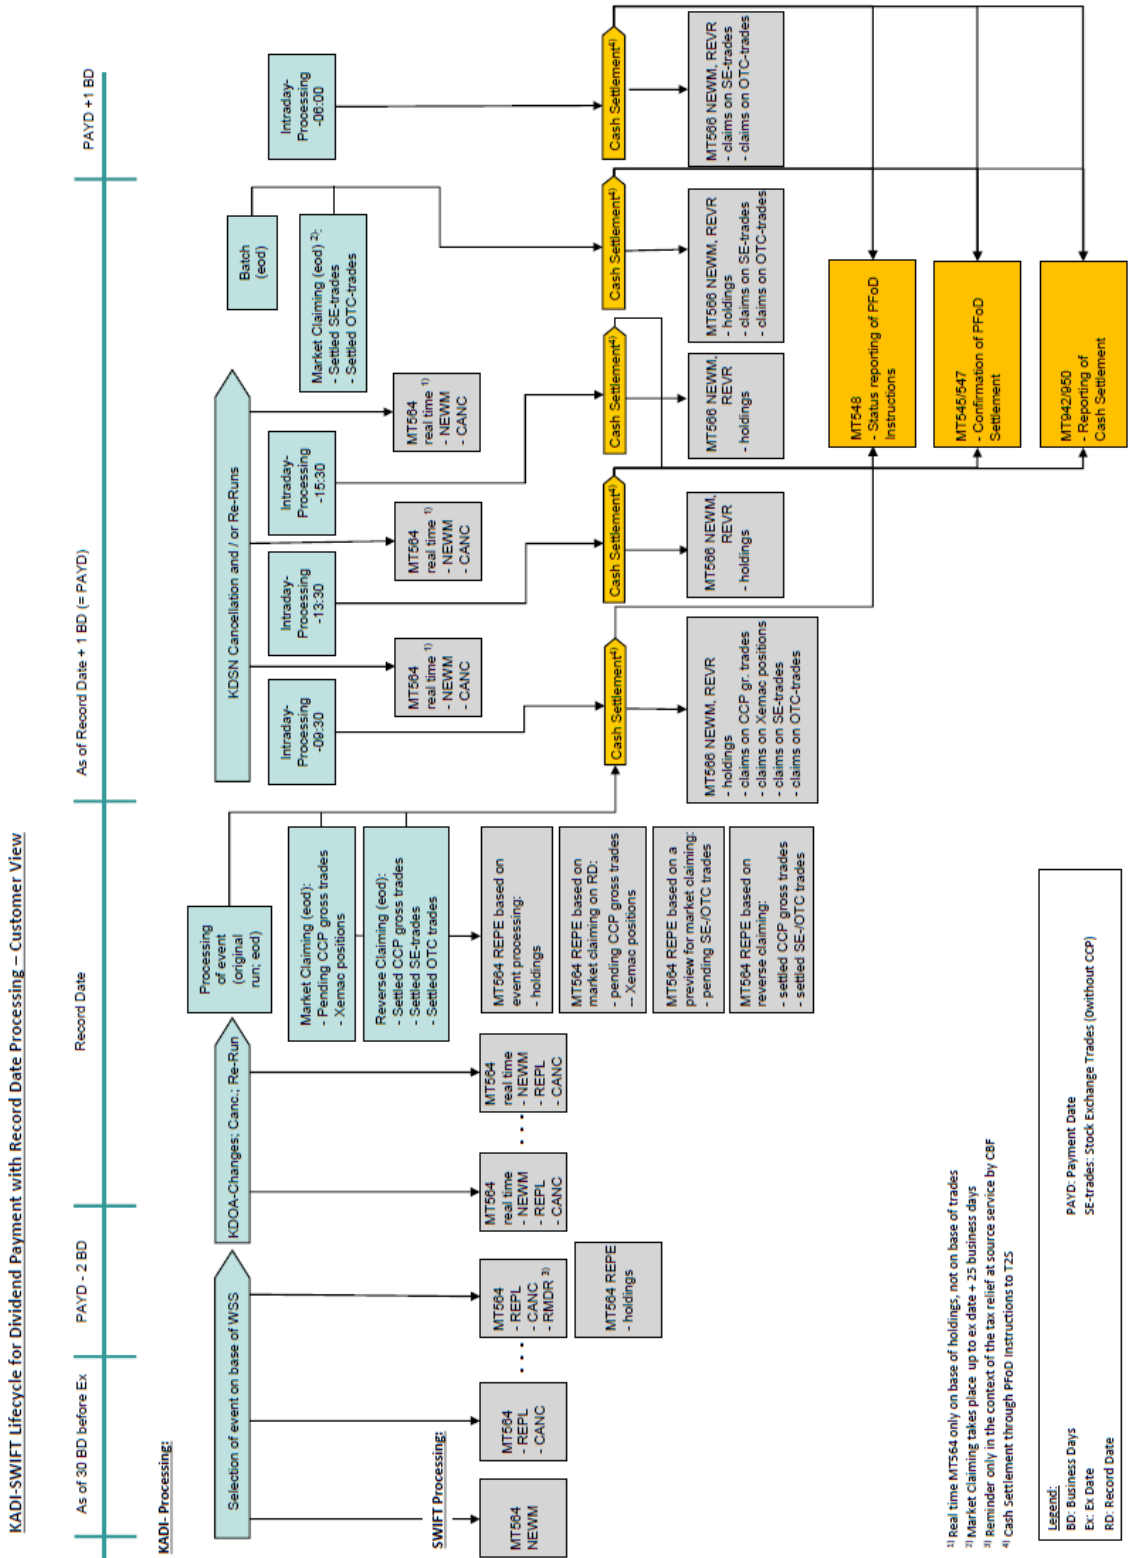 KADI-SWIFT Lifecycle for Dividend Payment with Record Date Processing – Customer View
As of 30 BD before Ex
PAYD - 2 BD
Record Date
As of Record Date + 1 BD (= PAYD)
PAYD +1 BD
KADI- Processing:
Selection of event on base of WSS
KDOA-Changes; Canc.; Re-Run
Processing
of event
(original
run; eod)
Market Claiming (eod):
- Pending CCP gross trades
- Xemac positions
Reverse Claiming (eod):
- Settled CCP gross trades
- Settled SE-trades
- Settled OTC trades
KDSN Cancellation and / or Re-Runs
Intraday-
Processing
-09:30
Intraday-
Processing
-13:30
Intraday-
Processing
-15:30
Batch
(eod)
Market Claiming (eod) 2):
- Settled SE-trades
- Settled OTC-trades
Intraday-
Processing
-06:00
MT564
real time 1)
- NEWM
- CANC
MT564
real time 1)
- NEWM
- CANC
MT564
real time 1)
- NEWM
- CANC
SWIFT Processing:
MT564
NEWM
MT564
- REPL
- CANC
. . .
MT564
- REPL
- CANC
- RMDR 3)
MT564 REPE
- holdings
MT564
real time
- NEWM
- REPL
- CANC
. . .
MT564
real time
- NEWM
- REPL
- CANC
MT564 REPE based on
event processing:
- holdings
MT564 REPE based on
market claiming on RD:
- pending CCP gross trades
-- Xemac positions
MT564 REPE based on a
preview for market claiming:
- pending SE-/OTC trades
MT564 REPE based on
reverse claiming:
- settled CCP gross trades
- settled SE-/OTC trades
Cash Settlement4)
Cash Settlement4)
Cash Settlement4)
Cash Settlement4)
Cash Settlement4)
MT566 NEWM, REVR
- holdings
- claims on CCP gr. trades
- claims on Xemac positions
- claims on SE-trades
- claims on OTC-trades
MT566 NEWM,
REVR
- holdings
MT566 NEWM,
REVR
- holdings
MT566 NEWM, REVR
- holdings
- claims on SE-trades
- claims on OTC-trades
MT566 NEWM, REVR
- claims on SE-trades
- claims on OTC-trades
MT548
- Status reporting of PFoD
Instructions
MT545/547
- Confirmation of PFoD
Settlement
MT942/950
- Reporting of
Cash Settlement
1) Real time MT564 only on base of holdings, not on base of trades
2) Market Claiming takes place up to ex date + 25 business days
3) Reminder only in the context of the tax relief at source service by CBF
4) Cash Settlement through PFoD Instructions to T2S
Legend:
BD: Business Days
PAYD: Payment Date
Ex: Ex Date
SE-trades: Stock Exchange Trades (0without CCP)
RD: Record Date